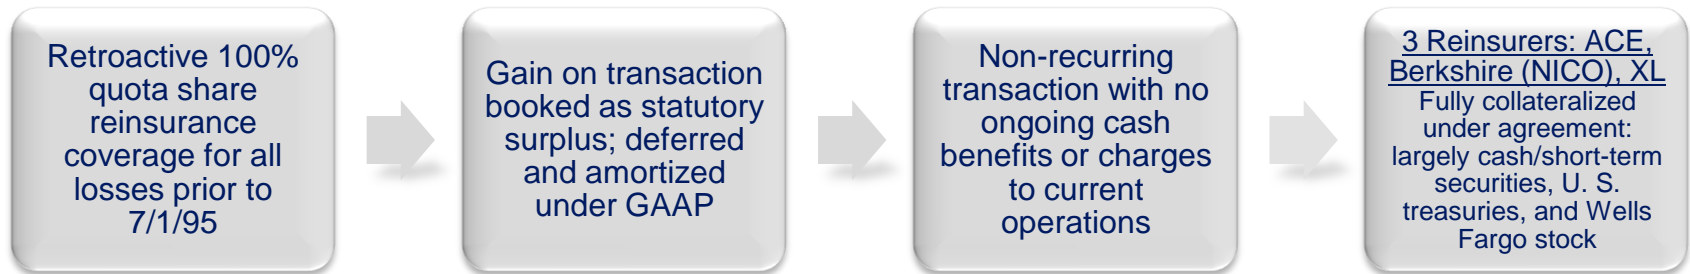 Retroactive 100%
quota share
reinsurance
coverage for all
losses prior to
7/1/95
Gain on transaction
booked as statutory
surplus; deferred
and amortized
under GAAP
Non-recurring
transaction with no
ongoing cash
benefits or charges
to current
operations
3 Reinsurers: ACE,
Berkshire (NICO), XL
Fully collateralized
under agreement:
largely cash/short-term
securities, U. S.
treasuries, and Wells
Fargo stock